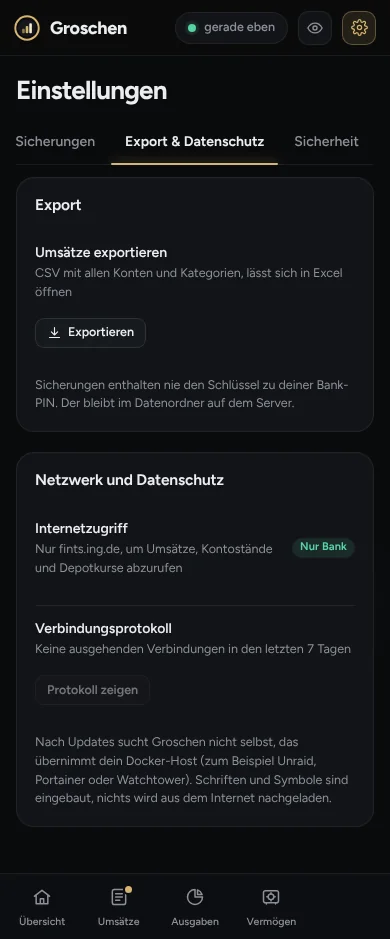 Groschen
gerade eben
Einstellungen
Sicherungen
Export & Datenschutz
Sicherheit
Export
Umsätze exportieren
CSV mit allen Konten und Kategorien, lässt sich in Excel
öffnen
Exportieren
Sicherungen enthalten nie den Schlüssel zu deiner Bank-
PIN. Der bleibt im Datenordner auf dem Server.
Netzwerk und Datenschutz
Internetzugriff
Nur fints.ing.de, um Umsätze, Kontostände
und Depotkurse abzurufen
Nur Bank
Verbindungsprotokoll
Keine ausgehenden Verbindungen in den letzten 7 Tagen
Protokoll zeigen
Nach Updates sucht Groschen nicht selbst, das
übernimmt dein Docker-Host (zum Beispiel Unraid,
Portainer oder Watchtower). Schriften und Symbole sind
eingebaut, nichts wird aus dem Internet nachgeladen.
Übersicht
Umsätze
Ausgaben
Vermögen